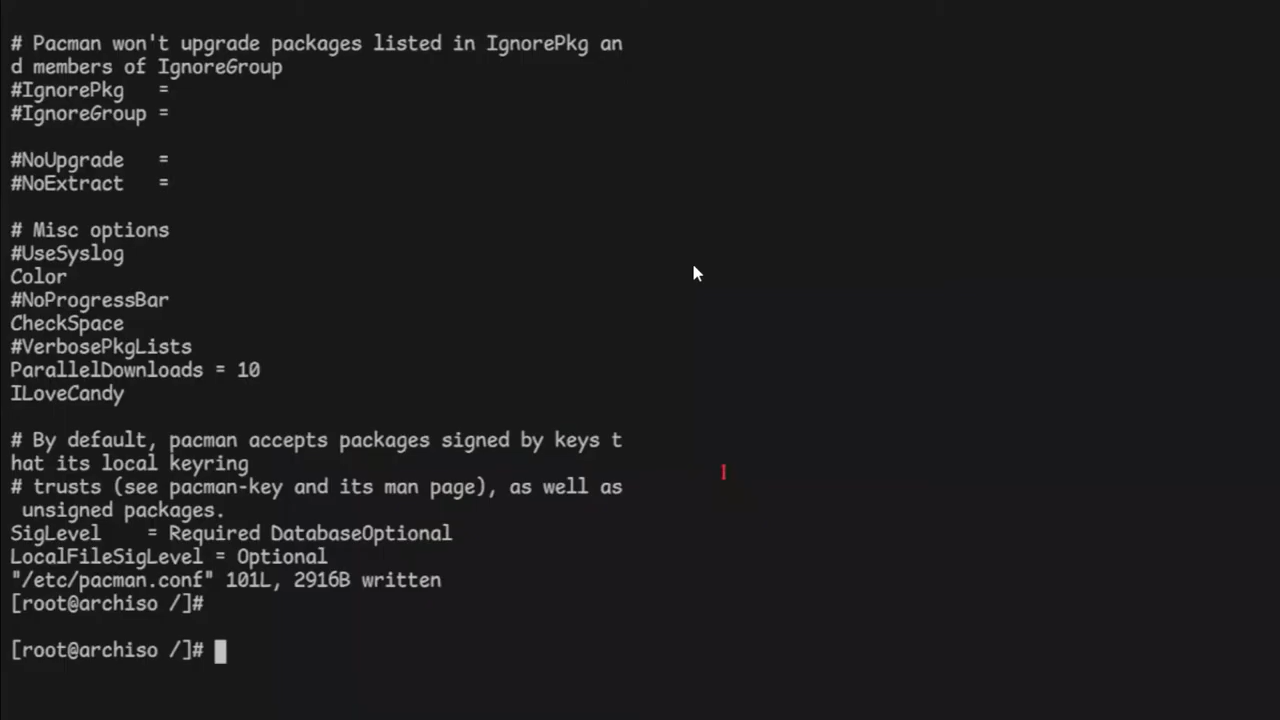 # Pacman won't upgrade packages listed in IgnorePkg an
d members of IgnoreGroup
#IgnorePkg   =
#IgnoreGroup =
#NoUpgrade   =
#NoExtract   =
# Misc options
#UseSyslog
Color
#NoProgressBar
CheckSpace
#VerbosePkgLists
ParallelDownloads = 10
ILoveCandy
# By default, pacman accepts packages signed by keys t
hat its local keyring
# trusts (see pacman-key and its man page), as well as
 unsigned packages.
SigLevel    = Required DatabaseOptional
LocalFileSigLevel = Optional
"/etc/pacman.conf" 101L, 2916B written
[root@archiso /]#
[root@archiso /]#